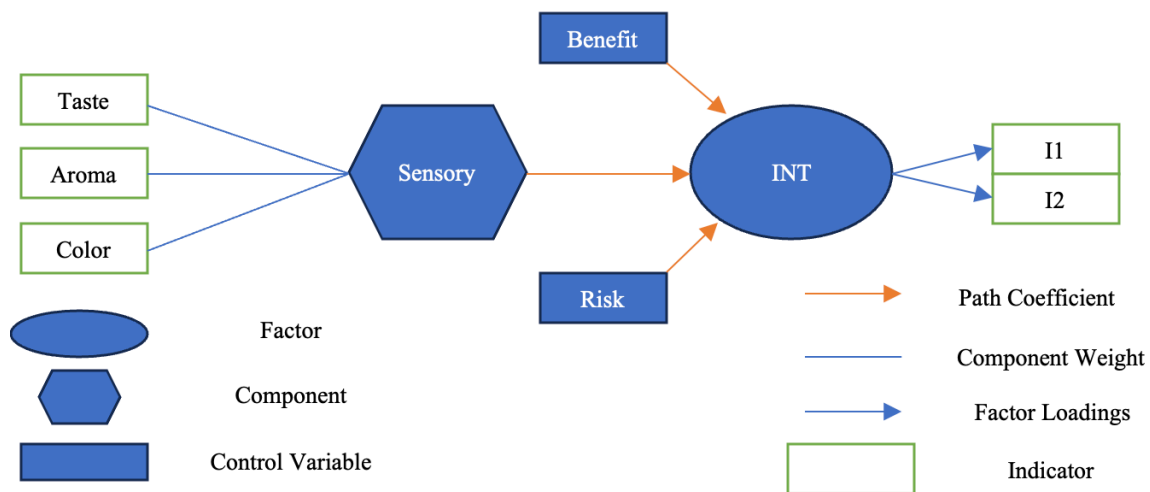 Benefit
Taste
Aroma
Color
Sensory
INT
I1
I2
Risk
Factor
Component
Control Variable
Path Coefficient
Component Weight
Factor Loadings
Indicator